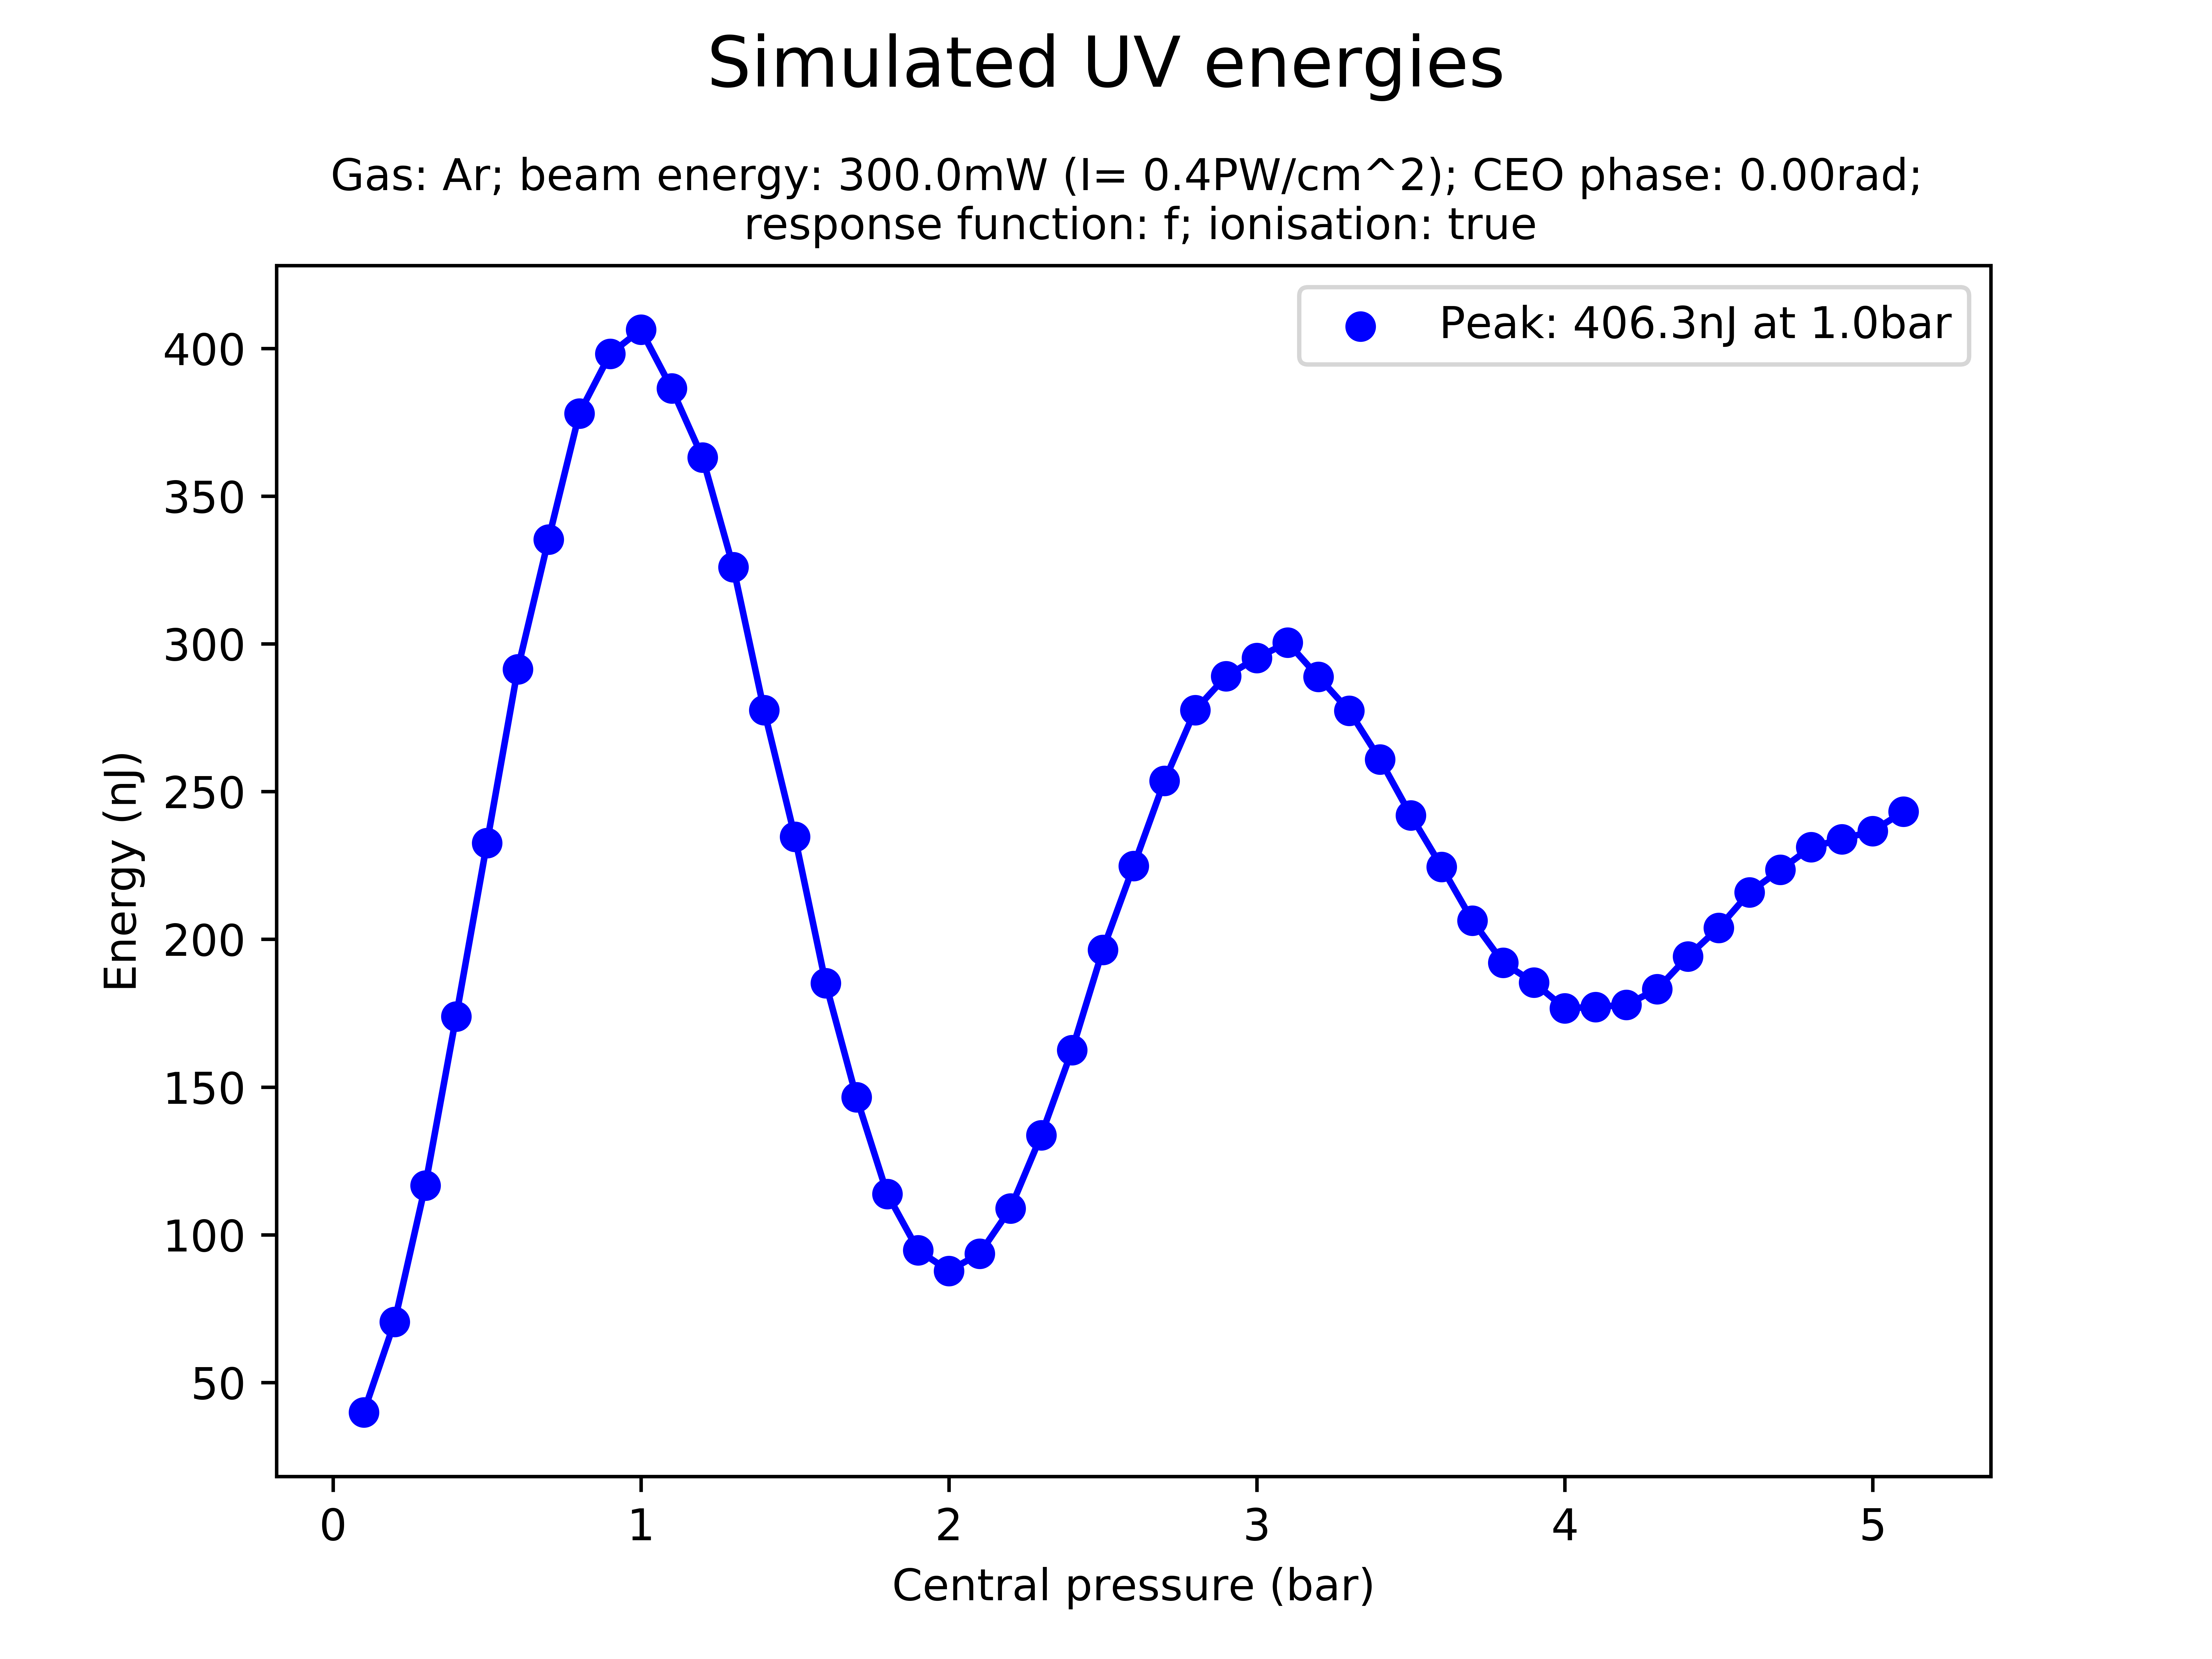 Simulated UV energies
Gas: Ar; beam energy: 300.0mW (I= 0.4PW/cm^2); CEO phase: 0.00rad;
response function: f; ionisation: true
Peak: 406.3nJ at 1.0bar
Energy (nJ)
400
350
300
250
200
150
100
50
0 1 2 3 4 5
Central pressure (bar)